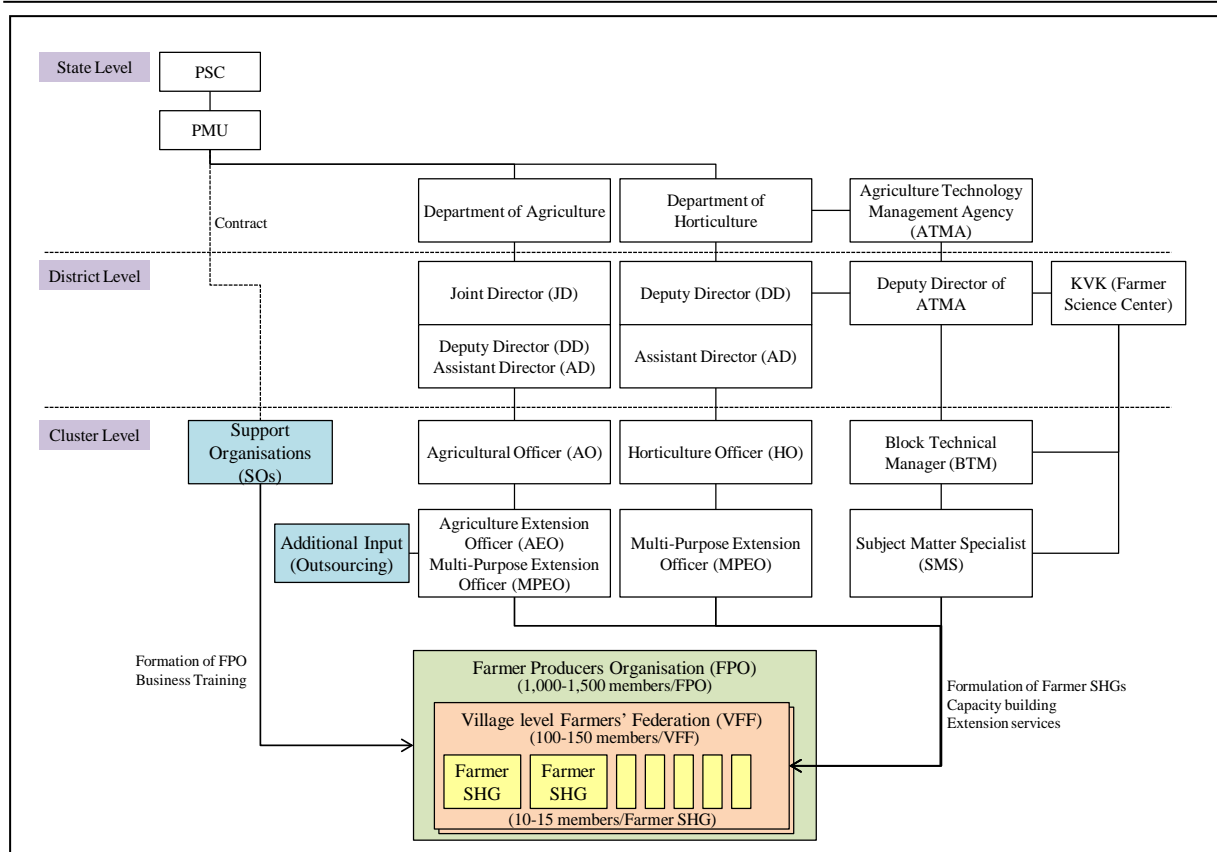 State Level
PSC
PMU
Contract
Department of Agriculture
Department of
Horticulture
Agriculture Technology
Management Agency
(ATMA)
District Level
Joint Director (JD)
Deputy Director (DD)
Assistant Director (AD)
Deputy Director (DD)
Assistant Director (AD)
Deputy Director of
ATMA
KVK (Farmer
Science Center)
Cluster Level
Support
Organisations
(SOs)
Agricultural Officer (AO)
Horticulture Officer (HO)
Block Technical
Manager (BTM)
Additional Input
(Outsourcing)
Agriculture Extension
Officer (AEO)
Multi-Purpose Extension
Officer (MPEO)
Multi-Purpose Extension
Officer (MPEO)
Subject Matter Specialist
(SMS)
Formation of FPO
Business Training
Farmer Producers Organisation (FPO)
(1,000-1,500 members/FPO)
Village level Farmers' Federation (VFF)
(100-150 members/VFF)
Farmer
SHG
Farmer
SHG
(10-15 members/Farmer SHG)
Formulation of Farmer SHGs
Capacity building
Extension services